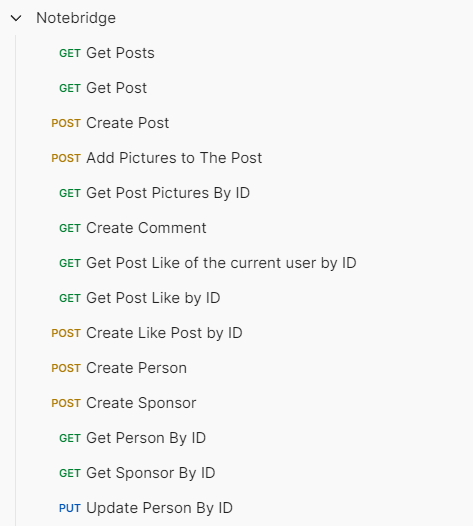 Notebridge
GET Get Posts
GET Get Post
POST Create Post
POST Add Pictures to The Post
GET Get Post Pictures By ID
GET Create Comment
GET Get Post Like of the current user by ID
GET Get Post Like by ID
POST Create Like Post by ID
POST Create Person
POST Create Sponsor
GET Get Person By ID
GET Get Sponsor By ID
PUT Update Person By ID